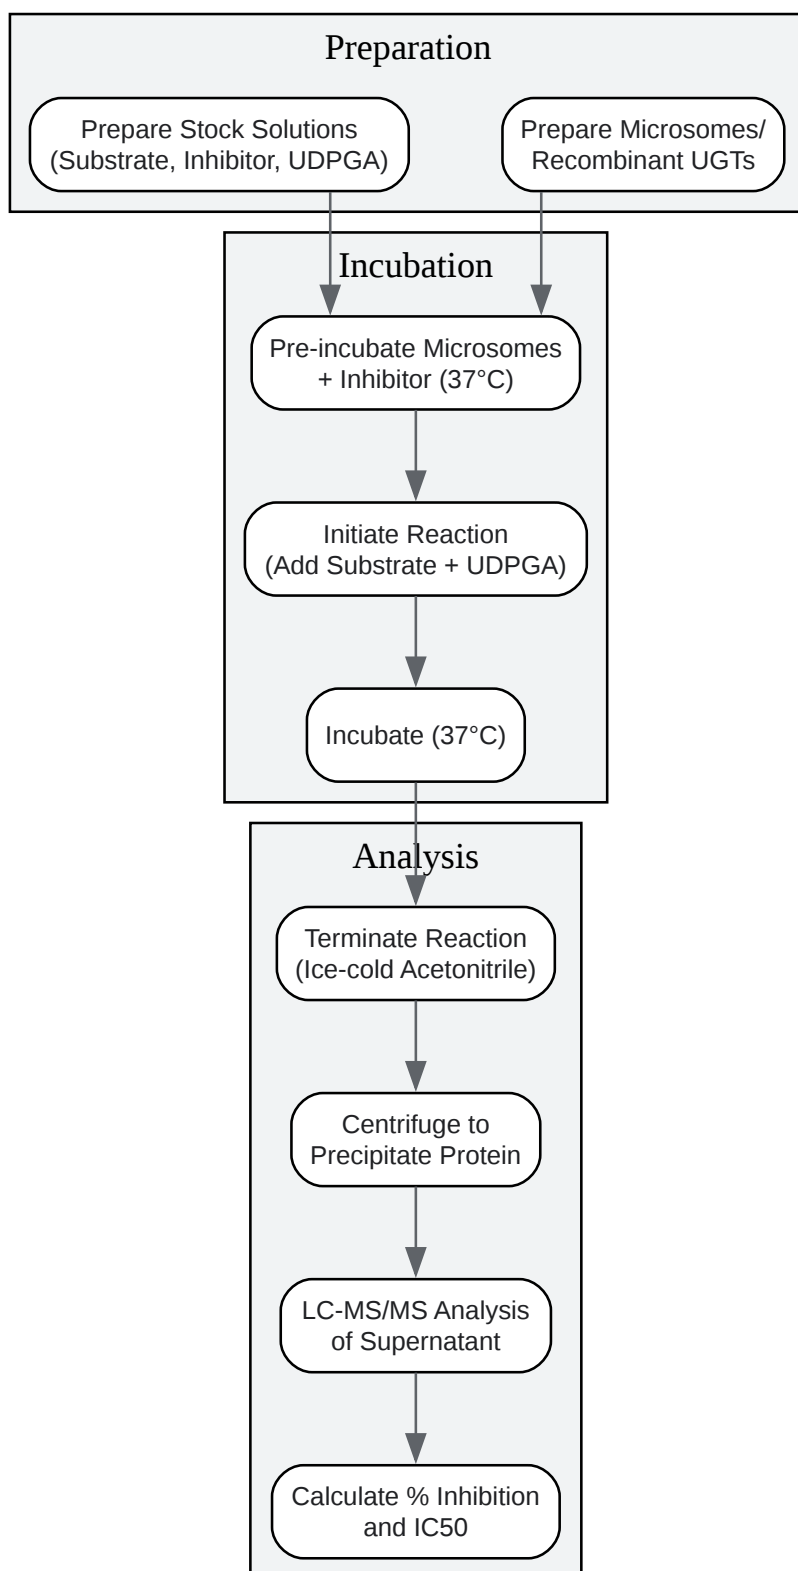 Preparation
Prepare Stock Solutions
(Substrate, Inhibitor, UDPGA)
Prepare Microsomes/
Recombinant UGTs
Incubation
Pre-incubate Microsomes
+ Inhibitor (37°C)
Initiate Reaction
(Add Substrate + UDPGA)
Incubate (37°C)
Analysis
Terminate Reaction
(Ice-cold Acetonitrile)
Centrifuge to
Precipitate Protein
LC-MS/MS Analysis
of Supernatant
Calculate % Inhibition
and IC50